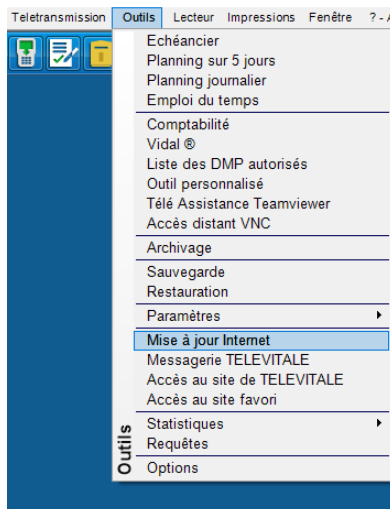 Teletransmission Outils Lecteur Impressions Fenêtre ? - A
Echéancier
Planning sur 5 jours
Planning journalier
Emploi du temps
Comptabilité
Vidal ®
Liste des DMP autorisés
Outil personnalisé
Télé Assistance Teamviewer
Accès distant VNC
Archivage
Sauvegarde
Restauration
Paramètres
Mise à jour Internet
Messagerie TELEVITALE
Accès au site de TELEVITALE
Accès au site favori
Statistiques
Requêtes
Options
Outils